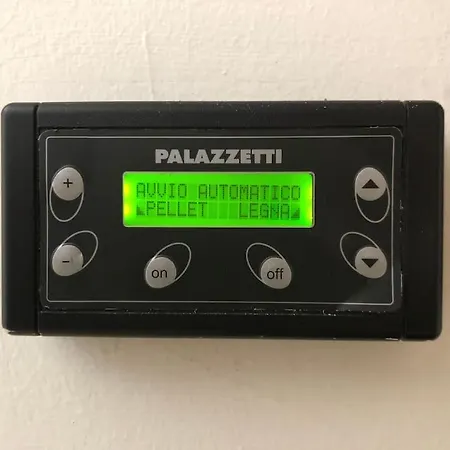 PALAZZETTI
AVVIO AUTOMATICO
PELLET LEGNA
+
-
on
off